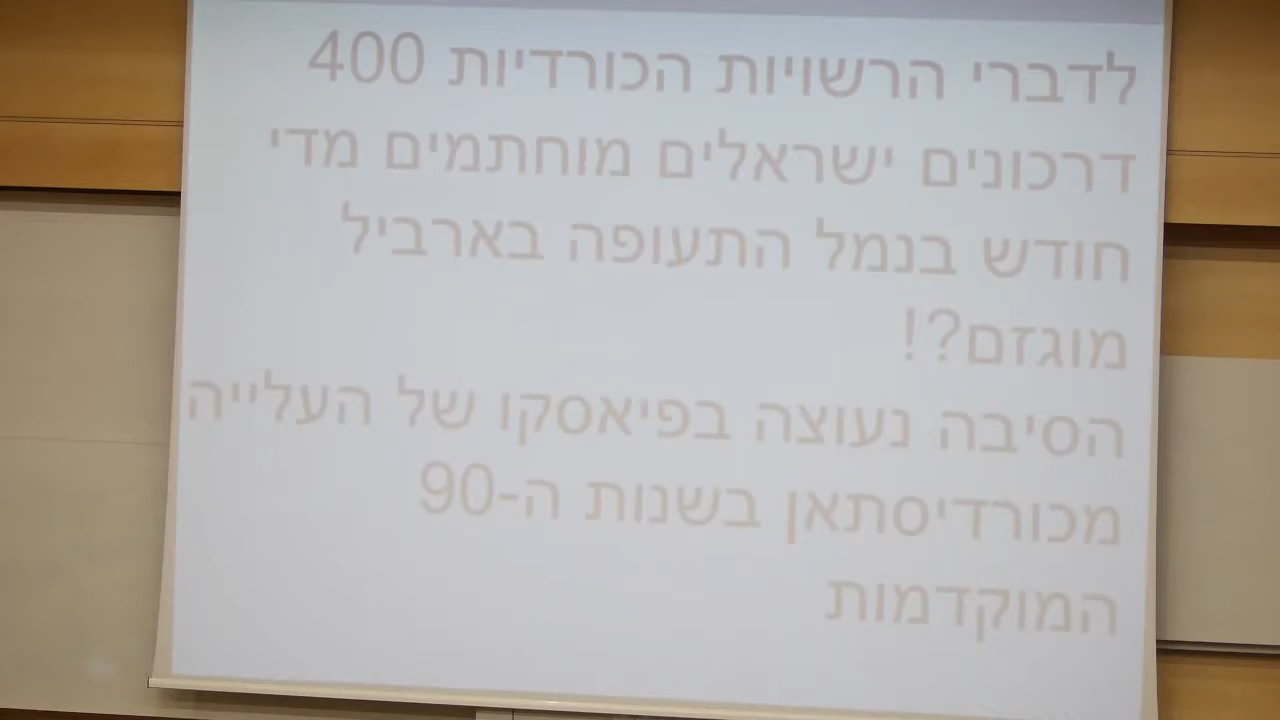 לדברי הרשויות הכורדיות 400
דרכונים ישראלים מוחתמים מדי
חודש בנמל התעופה בארביל
מוגזם?!
הסיבה נעוצה בפיאסקו של העלייה
מכורדיסתאן בשנות ה-90
המוקדמות